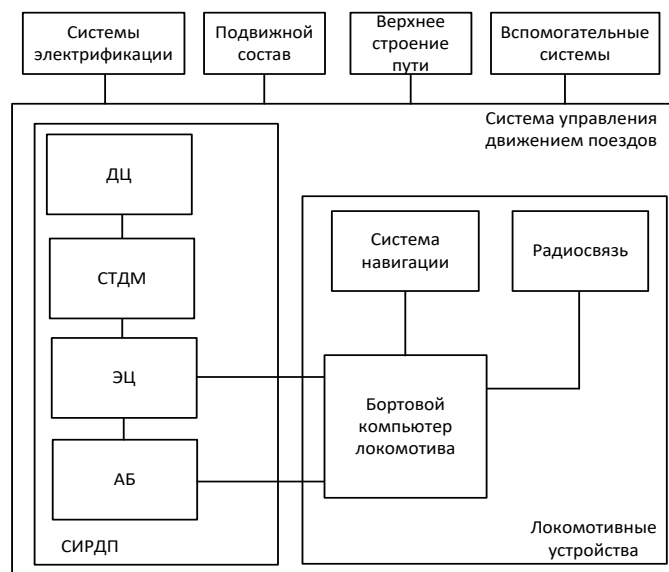 Системы
электрификации
Подвижной
состав
Верхнее
строение
пути
Вспомогательные
системы
Система управления
движением поездов
ДЦ
СТДМ
ЭЦ
АБ
СИРДП
Система
навигации
Радиосвязь
Бортовой
компьютер
локомотива
Локомотивные
устройства